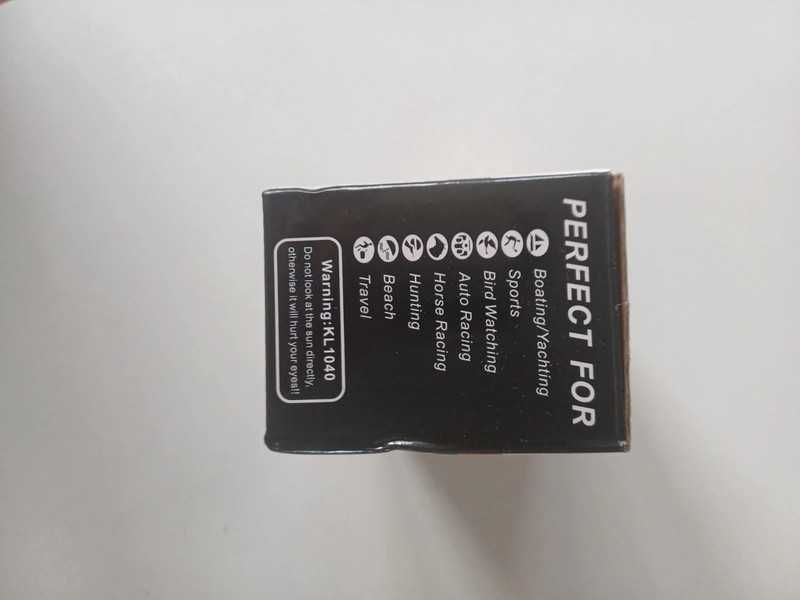 PERFECT FOR
Boating/Yachting
Sports
Bird Watching
Auto Racing
Horse Racing
Hunting
Beach
Travel
Warning:KL1040
Do not look at the sun directly,
otherwise it will hurt your eyes!!